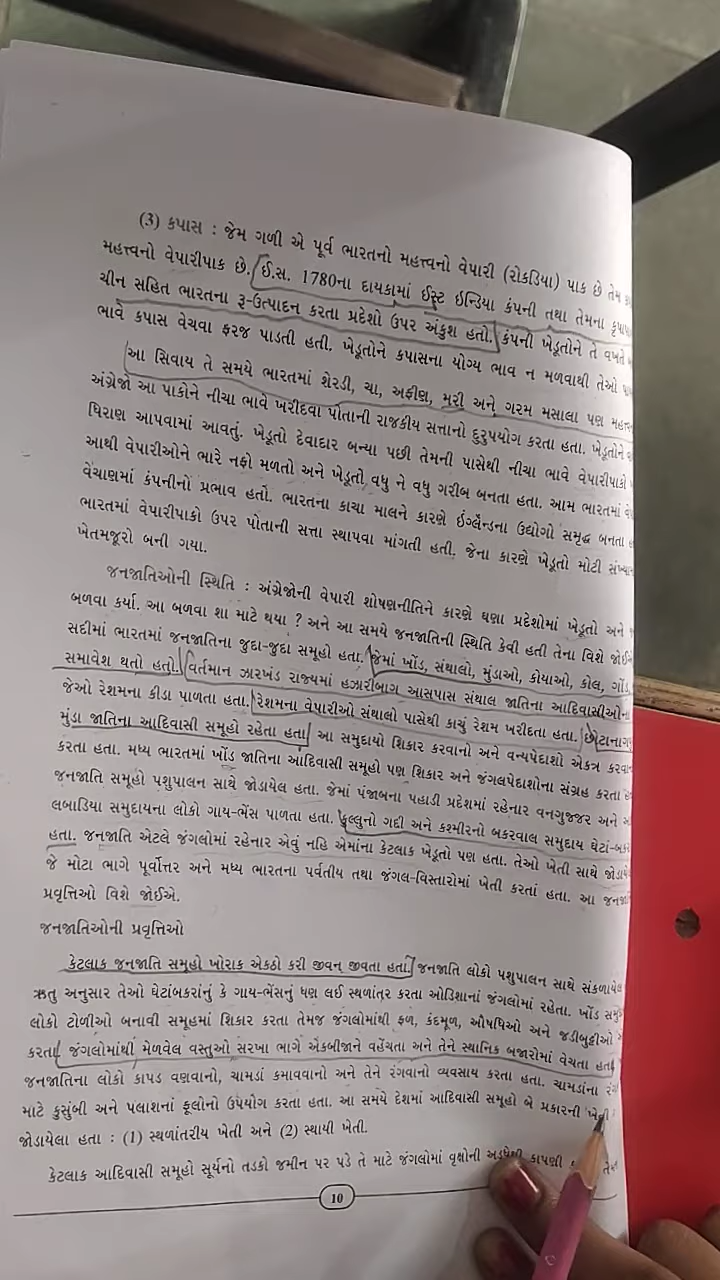 (3) કપાસ : જેમ ગળી એ પૂર્વ ભારતનો મહત્ત્વનો વેપારી (રોકડિયા) પાક છે તેમ
મહત્ત્વનો વેપારીપાક છે. ઈ.સ. 1780ના દાયકામાં ઈસ્ટ ઇન્ડિયા કંપની તથા તેમના
ચીન સહિત ભારતના રૂ-ઉત્પાદન કરતા પ્રદેશો ઉપર અંકુશ હતો. કંપની ખેડૂતોને તે વખતે
ભાવે કપાસ વેચવા ફરજ પાડતી હતી. ખેડૂતોને કપાસના યોગ્ય ભાવ ન મળવાથી તેઓ
આ સિવાય તે સમયે ભારતમાં શેરડી, ચા, અફીણ, મરી અને ગરમ મસાલા પણ
અંગ્રેજો આ પાકોને નીચા ભાવે ખરીદવા પોતાની રાજકીય સત્તાનો દુરુપયોગ કરતા હતા. ખેડૂતોને
ધિરાણ આપવામાં આવતું. ખેડૂતો દેવાદાર બન્યા પછી તેમની પાસેથી નીચા ભાવે વેપારીપાકો
આથી વેપારીઓને ભારે નફો મળતો અને ખેડૂતો વધુ ને વધુ ગરીબ બનતા હતા. આમ ભારતમાં
વેચાણમાં કંપનીનો પ્રભાવ હતો. ભારતના કાચા માલને કારણે ઇંગ્લૅન્ડના ઉદ્યોગો સમૃદ્ધ બનતા
ભારતમાં વેપારીપાકો ઉપર પોતાની સત્તા સ્થાપવા માંગતી હતી. જેના કારણે ખેડૂતો મોટી
ખેતમજૂરો બની ગયા.
જનજાતિઓની સ્થિતિ : અંગ્રેજોની વેપારી શોષણનીતિને કારણે ઘણા પ્રદેશોમાં ખેડૂતો અને
બળવા કર્યા. આ બળવા શા માટે થયા ? અને આ સમયે જનજાતિની સ્થિતિ કેવી હતી તેના વિશે
સદીમાં ભારતમાં જનજાતિના જુદા-જુદા સમૂહો હતા. જેમાં ખોંડ, સંથાલો, મુંડાઓ, કોયાઓ, કોલ, ગોંડ,
સમાવેશ થતો હતો. વર્તમાન ઝારખંડ રાજ્યમાં હઝારીબાગ આસપાસ સંથાલ જાતિના આદિવાસીઓના
જેઓ રેશમના કીડા પાળતા હતા. રેશમના વેપારીઓ સંથાલો પાસેથી કાચું રેશમ ખરીદતા હતા.
મુંડા જાતિના આદિવાસી સમૂહો રહેતા હતા આ સમુદાયો શિકાર કરવાનો અને વન્યપેદાશો એકત્ર
કરતા હતા. મધ્ય ભારતમાં ખોંડ જાતિના આદિવાસી સમૂહો પણ શિકાર અને જંગલપેદાશોના સંગ્રહ કરતા
જનજાતિ સમૂહો પશુપાલન સાથે જોડાયેલ હતા. જેમાં પંજાબના પહાડી પ્રદેશમાં રહેનાર વનગુજ્જર અને
લબાડિયા સમુદાયના લોકો ગાય-ભેંસ પાળતા હતા. કુલ્લુનો ગદ્દી અને કશ્મીરનો બકરવાલ સમુદાય
હતા. જનજાતિ એટલે જંગલોમાં રહેનાર એવું નહિ એમાંના કેટલાક ખેડૂતો પણ હતા. તેઓ ખેતી સાથે
જે મોટા ભાગે પૂર્વોત્તર અને મધ્ય ભારતના પર્વતીય તથા જંગલ-વિસ્તારોમાં ખેતી કરતાં હતા. આ
પ્રવૃત્તિઓ વિશે જોઈએ.
જનજાતિઓની પ્રવૃત્તિઓ
કેટલાક જનજાતિ સમૂહો ખોરાક એકઠો કરી જીવન જીવતા હતા. જનજાતિ લોકો પશુપાલન સાથે
ઋતુ અનુસાર તેઓ ઘેટાંબકરાંનું કે ગાય-ભેંસનું ધણ લઈ સ્થળાંતર કરતા ઓડિશાનાં જંગલોમાં રહેતા. ખોંડ
લોકો ટોળીઓ બનાવી સમૂહમાં શિકાર કરતા તેમજ જંગલોમાંથી ફળ, કંદમૂળ, ઔષધિઓ અને જડીબુટ્ટીઓ
કરતા જંગલોમાંથી મેળવેલ વસ્તુઓ સરખા ભાગે એકબીજાને વહેંચતા અને તેને સ્થાનિક બજારોમાં વેચતા હતા
જનજાતિના લોકો કાપડ વણવાનો, ચામડાં કમાવવાનો અને તેને રંગવાનો વ્યવસાય કરતા હતા. ચામડાંના
માટે કુસુંબી અને પલાશનાં ફૂલોનો ઉપયોગ કરતા હતા. આ સમયે દેશમાં આદિવાસી સમૂહો બે પ્રકારની ખેતી
જોડાયેલા હતા : (1) સ્થળાંતરીય ખેતી અને (2) સ્થાયી ખેતી.
કેટલાક આદિવાસી સમૂહો સૂર્યનો તડકો જમીન પર પડે તે માટે જંગલોમાં વૃક્ષોની કાપણી
10